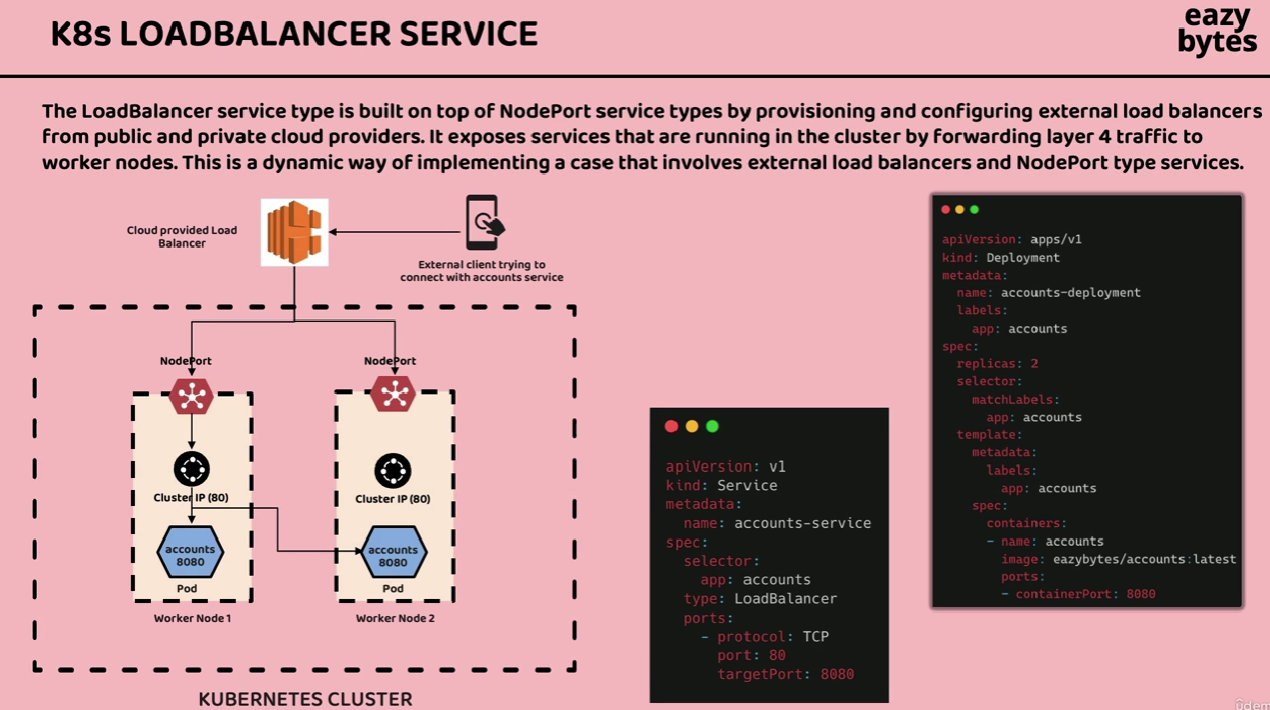 K8s LOADBALANCER SERVICE
eazy
bytes
The LoadBalancer service type is built on top of NodePort service types by provisioning and configuring external load balancers
from public and private cloud providers. It exposes services that are running in the cluster by forwarding layer 4 traffic to
worker nodes. This is a dynamic way of implementing a case that involves external load balancers and NodePort type services.
Cloud provided Load
Balancer
External client trying to
connect with accounts service
NodePort
NodePort
Cluster IP (80)
Cluster IP (80)
accounts
8080
accounts
8080
Pod
Pod
Worker Node 1
Worker Node 2
KUBERNETES CLUSTER
apiVersion: v1
kind: Service
metadata:
  name: accounts-service
spec:
  selector:
    app: accounts
  type: LoadBalancer
  ports:
    - protocol: TCP
      port: 80
      targetPort: 8080
apiVersion: apps/v1
kind: Deployment
metadata:
  name: accounts-deployment
  labels:
    app: accounts
spec:
  replicas: 2
  selector:
    matchLabels:
      app: accounts
  template:
    metadata:
      labels:
        app: accounts
    spec:
      containers:
      - name: accounts
        image: eazybytes/accounts:latest
        ports:
        - containerPort: 8080